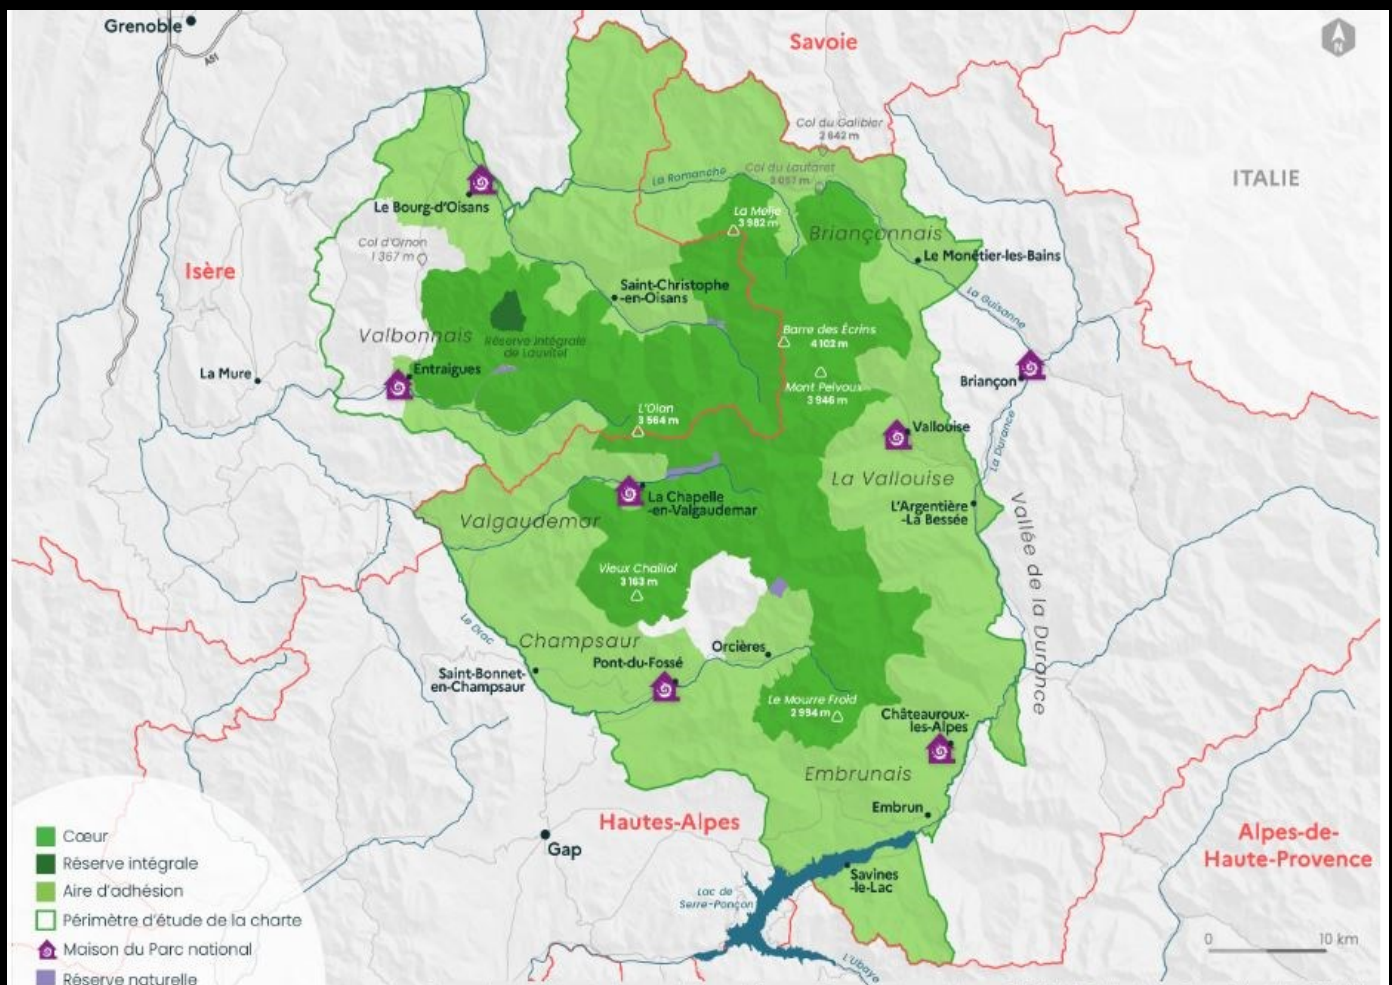 Grenoble
A51
Savoie
N
Col du Galibier
2 642 m
ITALIE
La Romanche
Col du Lautaret
2 057 m
Le Bourg-d'Oisans
La Meije
3 982 m
Briançonnais
Col d'Ornon
1 367 m
Le Monêtier-les-Bains
Isère
Saint-Christophe
-en-Oisans
La Guisanne
Valbonnais
Réserve intégrale
de Lauvitel
Barre des Écrins
4 102 m
La Mure
Entraigues
Mont Pelvoux
3 946 m
Briançon
L'Olan
3 564 m
Vallouise
La Durance
La Vallouise
La Chapelle
-en-Valgaudemar
L'Argentière
-La Bessée
Valgaudemar
Vallée de la Durance
Vieux Chaillol
3 163 m
Le Drac
Champsaur
Orcières
Pont-du-Fossé
Saint-Bonnet-
en-Champsaur
Le Mourre Froid
2 994 m
Châteauroux-
les-Alpes
Embrunais
Embrun
Hautes-Alpes
Gap
Alpes-de-
Haute-Provence
Savines
-le-Lac
Lac de
Serre-Ponçon
L'Ubaye
0 10 km
Cœur
Réserve intégrale
Aire d'adhésion
Périmètre d'étude de la charte
Maison du Parc national
Réserve naturelle